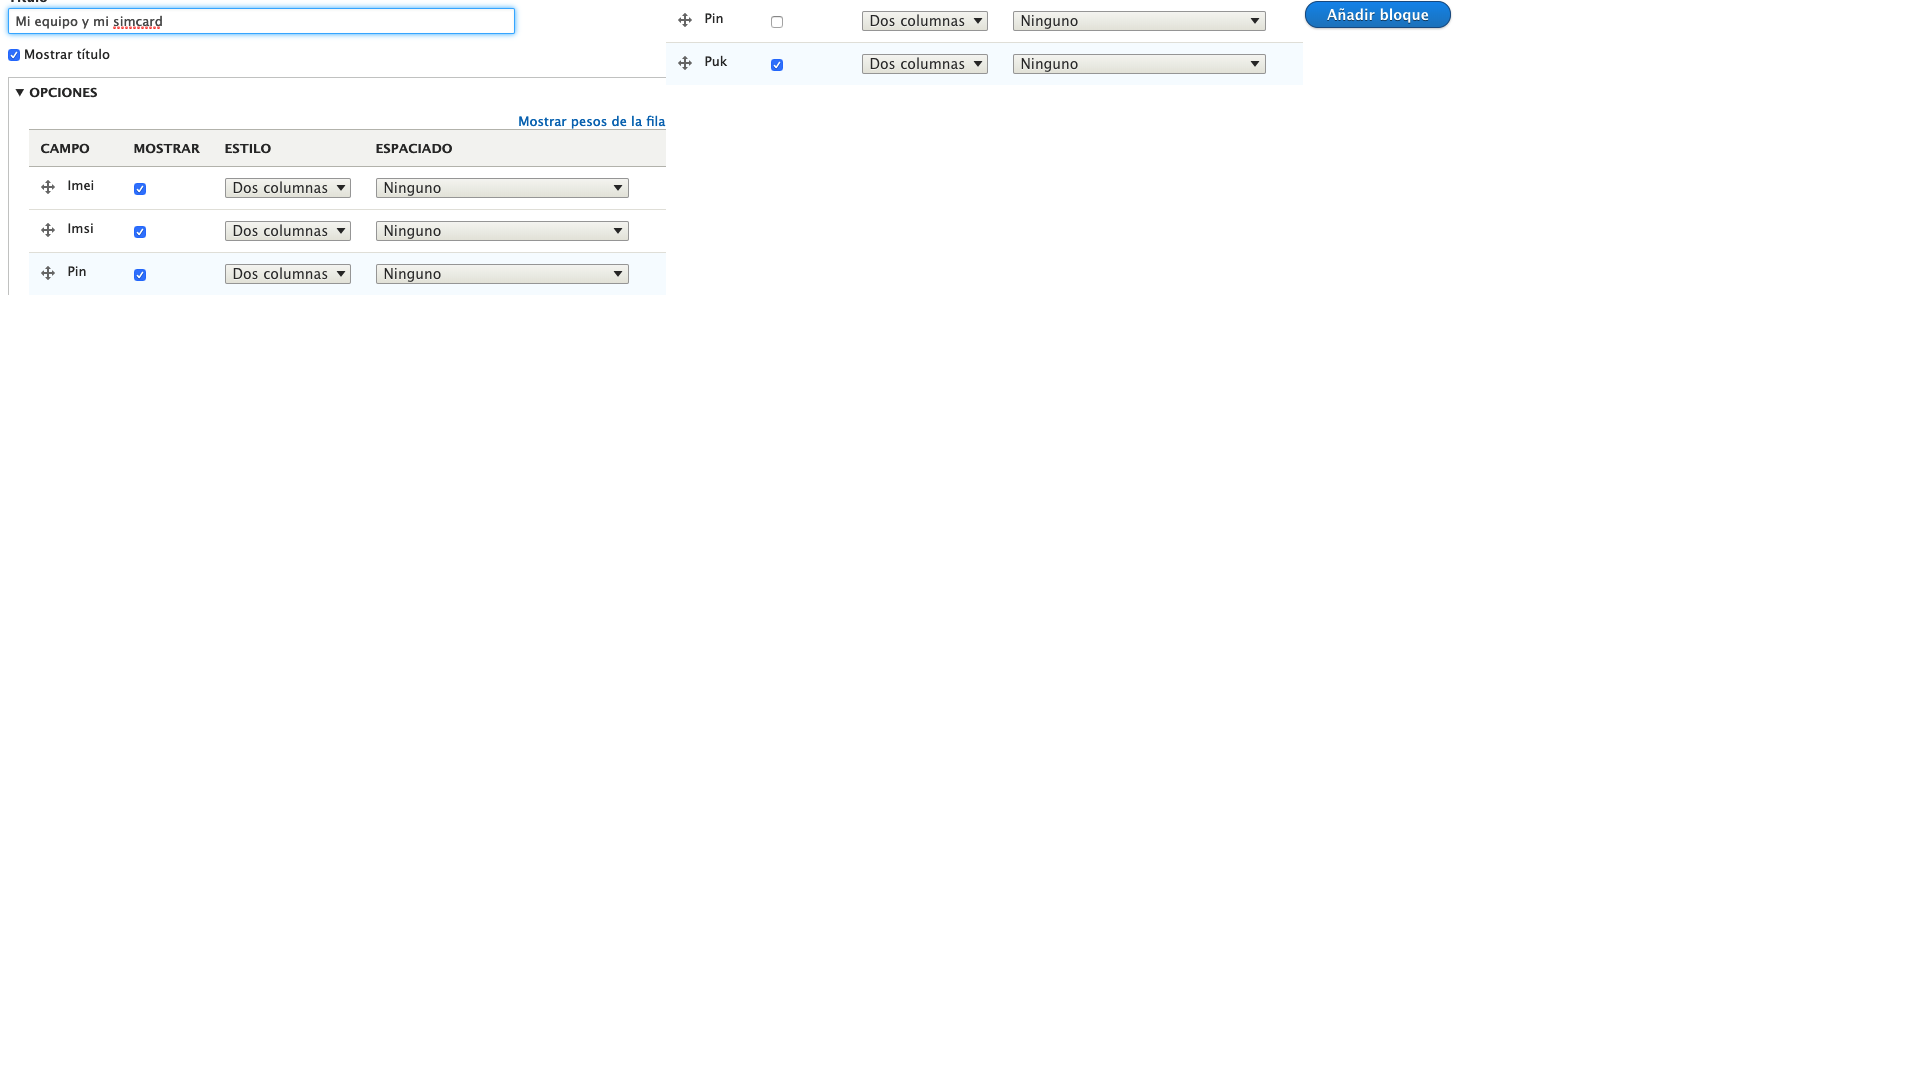 Título
Mi equipo y mi simcard
Mostrar título
OPCIONES
Mostrar pesos de la fila
CAMPO MOSTRAR ESTILO ESPACIADO
Imei Dos columnas Ninguno
Imsi Dos columnas Ninguno
Pin Dos columnas Ninguno
Pin Dos columnas Ninguno
Puk Dos columnas Ninguno
Añadir bloque